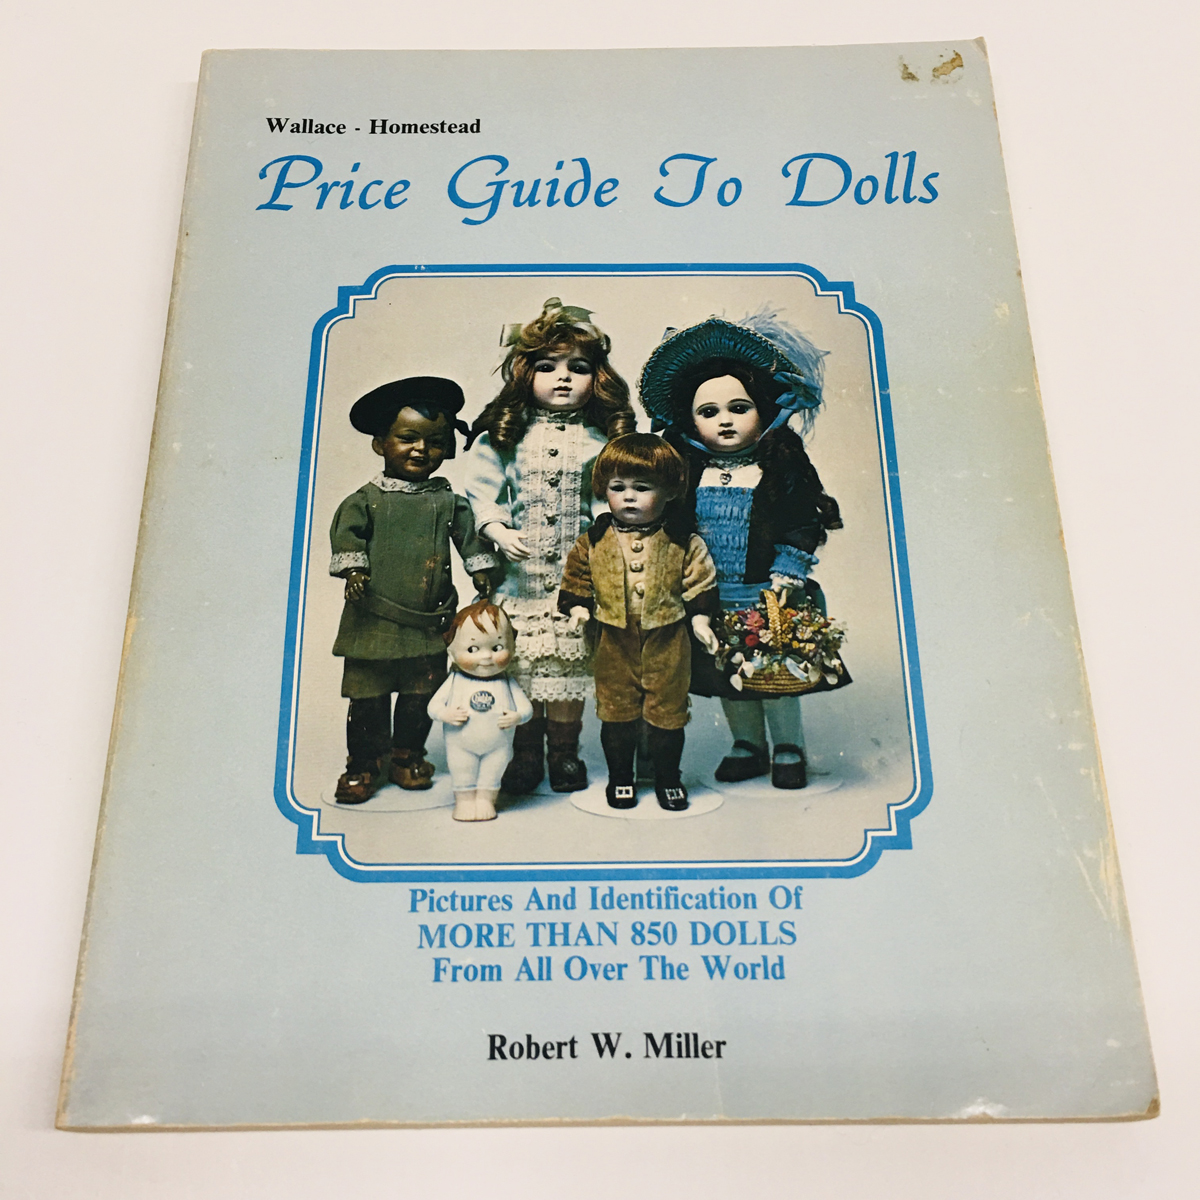 Wallace - Homestead
Price Guide To Dolls
Pictures And Identification Of
MORE THAN 850 DOLLS
From All Over The World
Robert W. Miller